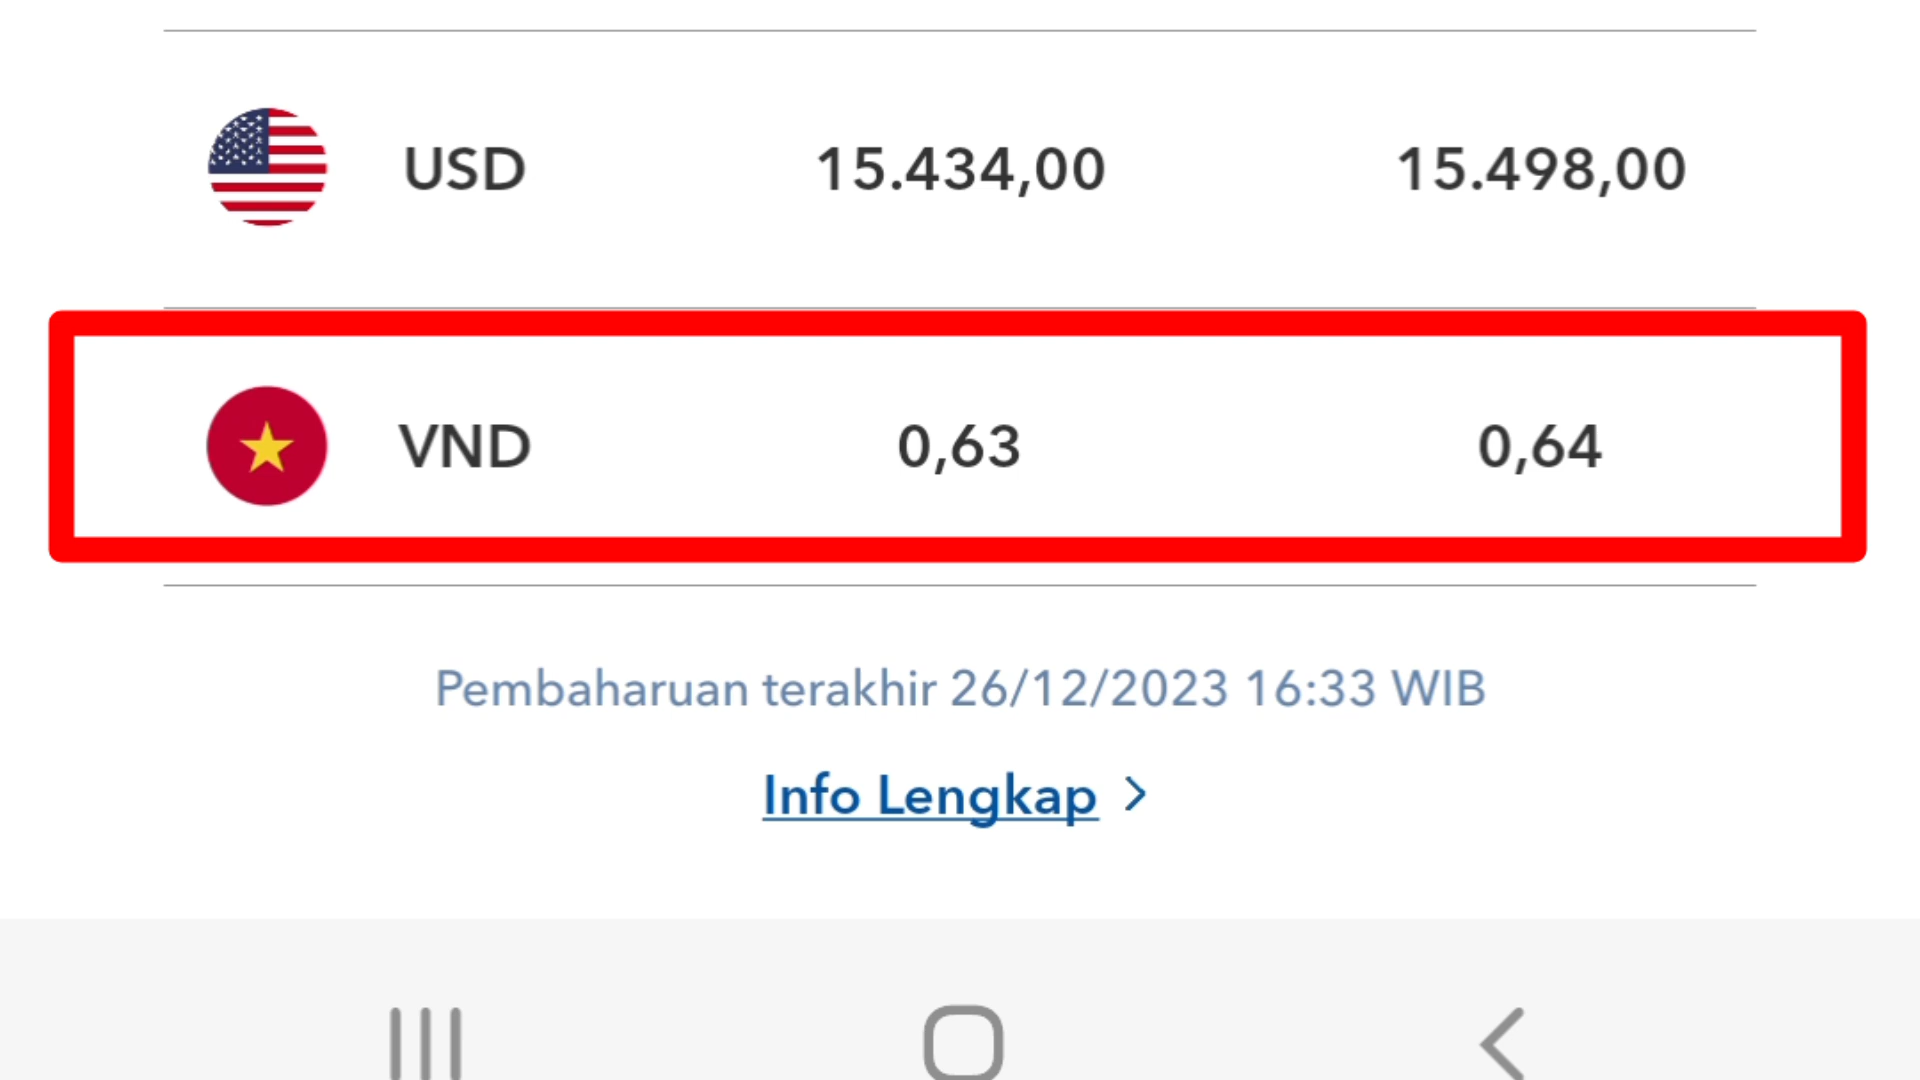 USD 15.434,00 15.498,00
VND 0,63 0,64
Pembaharuan terakhir 26/12/2023 16:33 WIB
Info Lengkap >